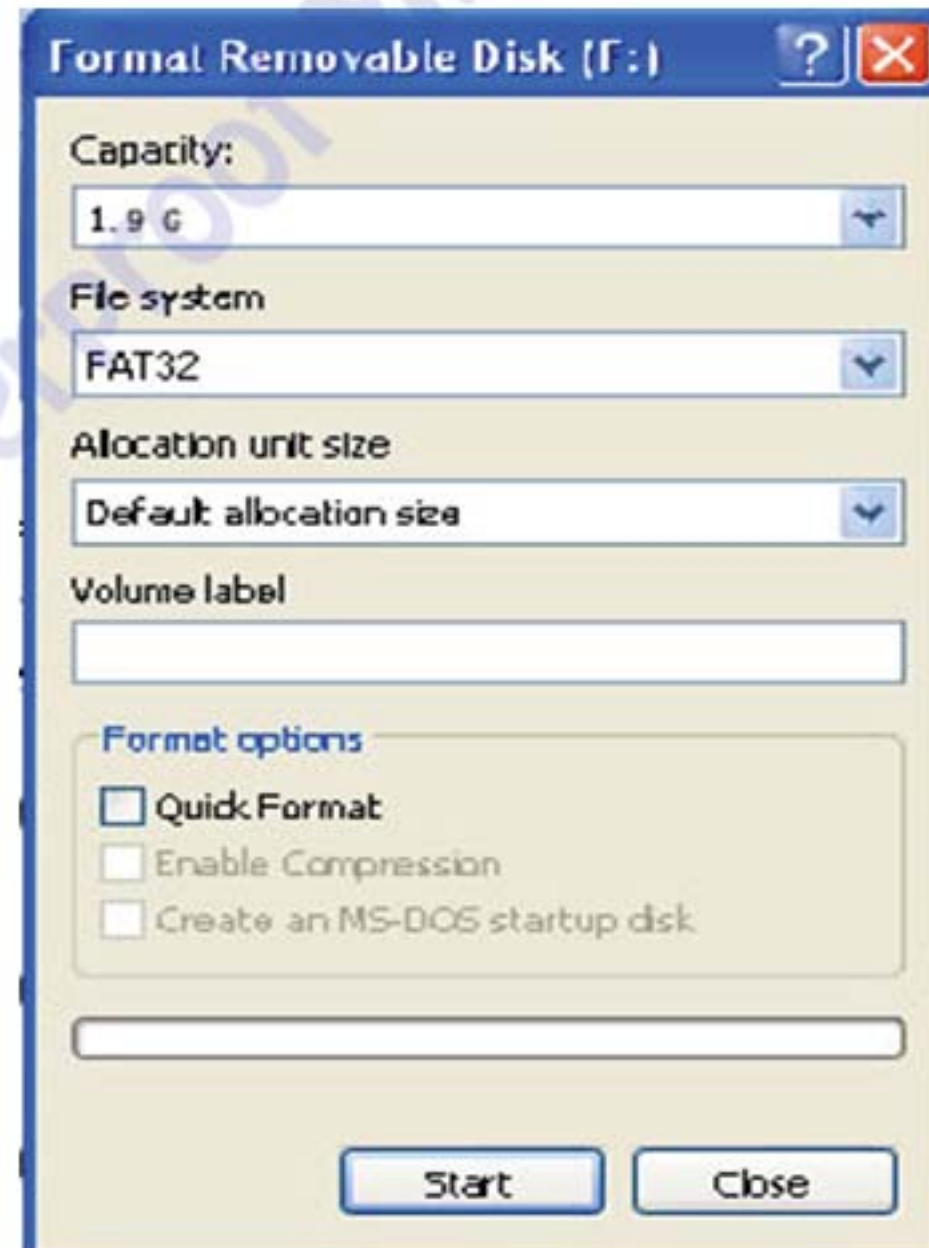 Format Removable Disk (F:)
Capacity:
1.9 G
File system
FAT32
Allocation unit size
Default allocation size
Volume label
Format options
Quick Format
Enable Compression
Create an MS-DOS startup disk
Start
Close